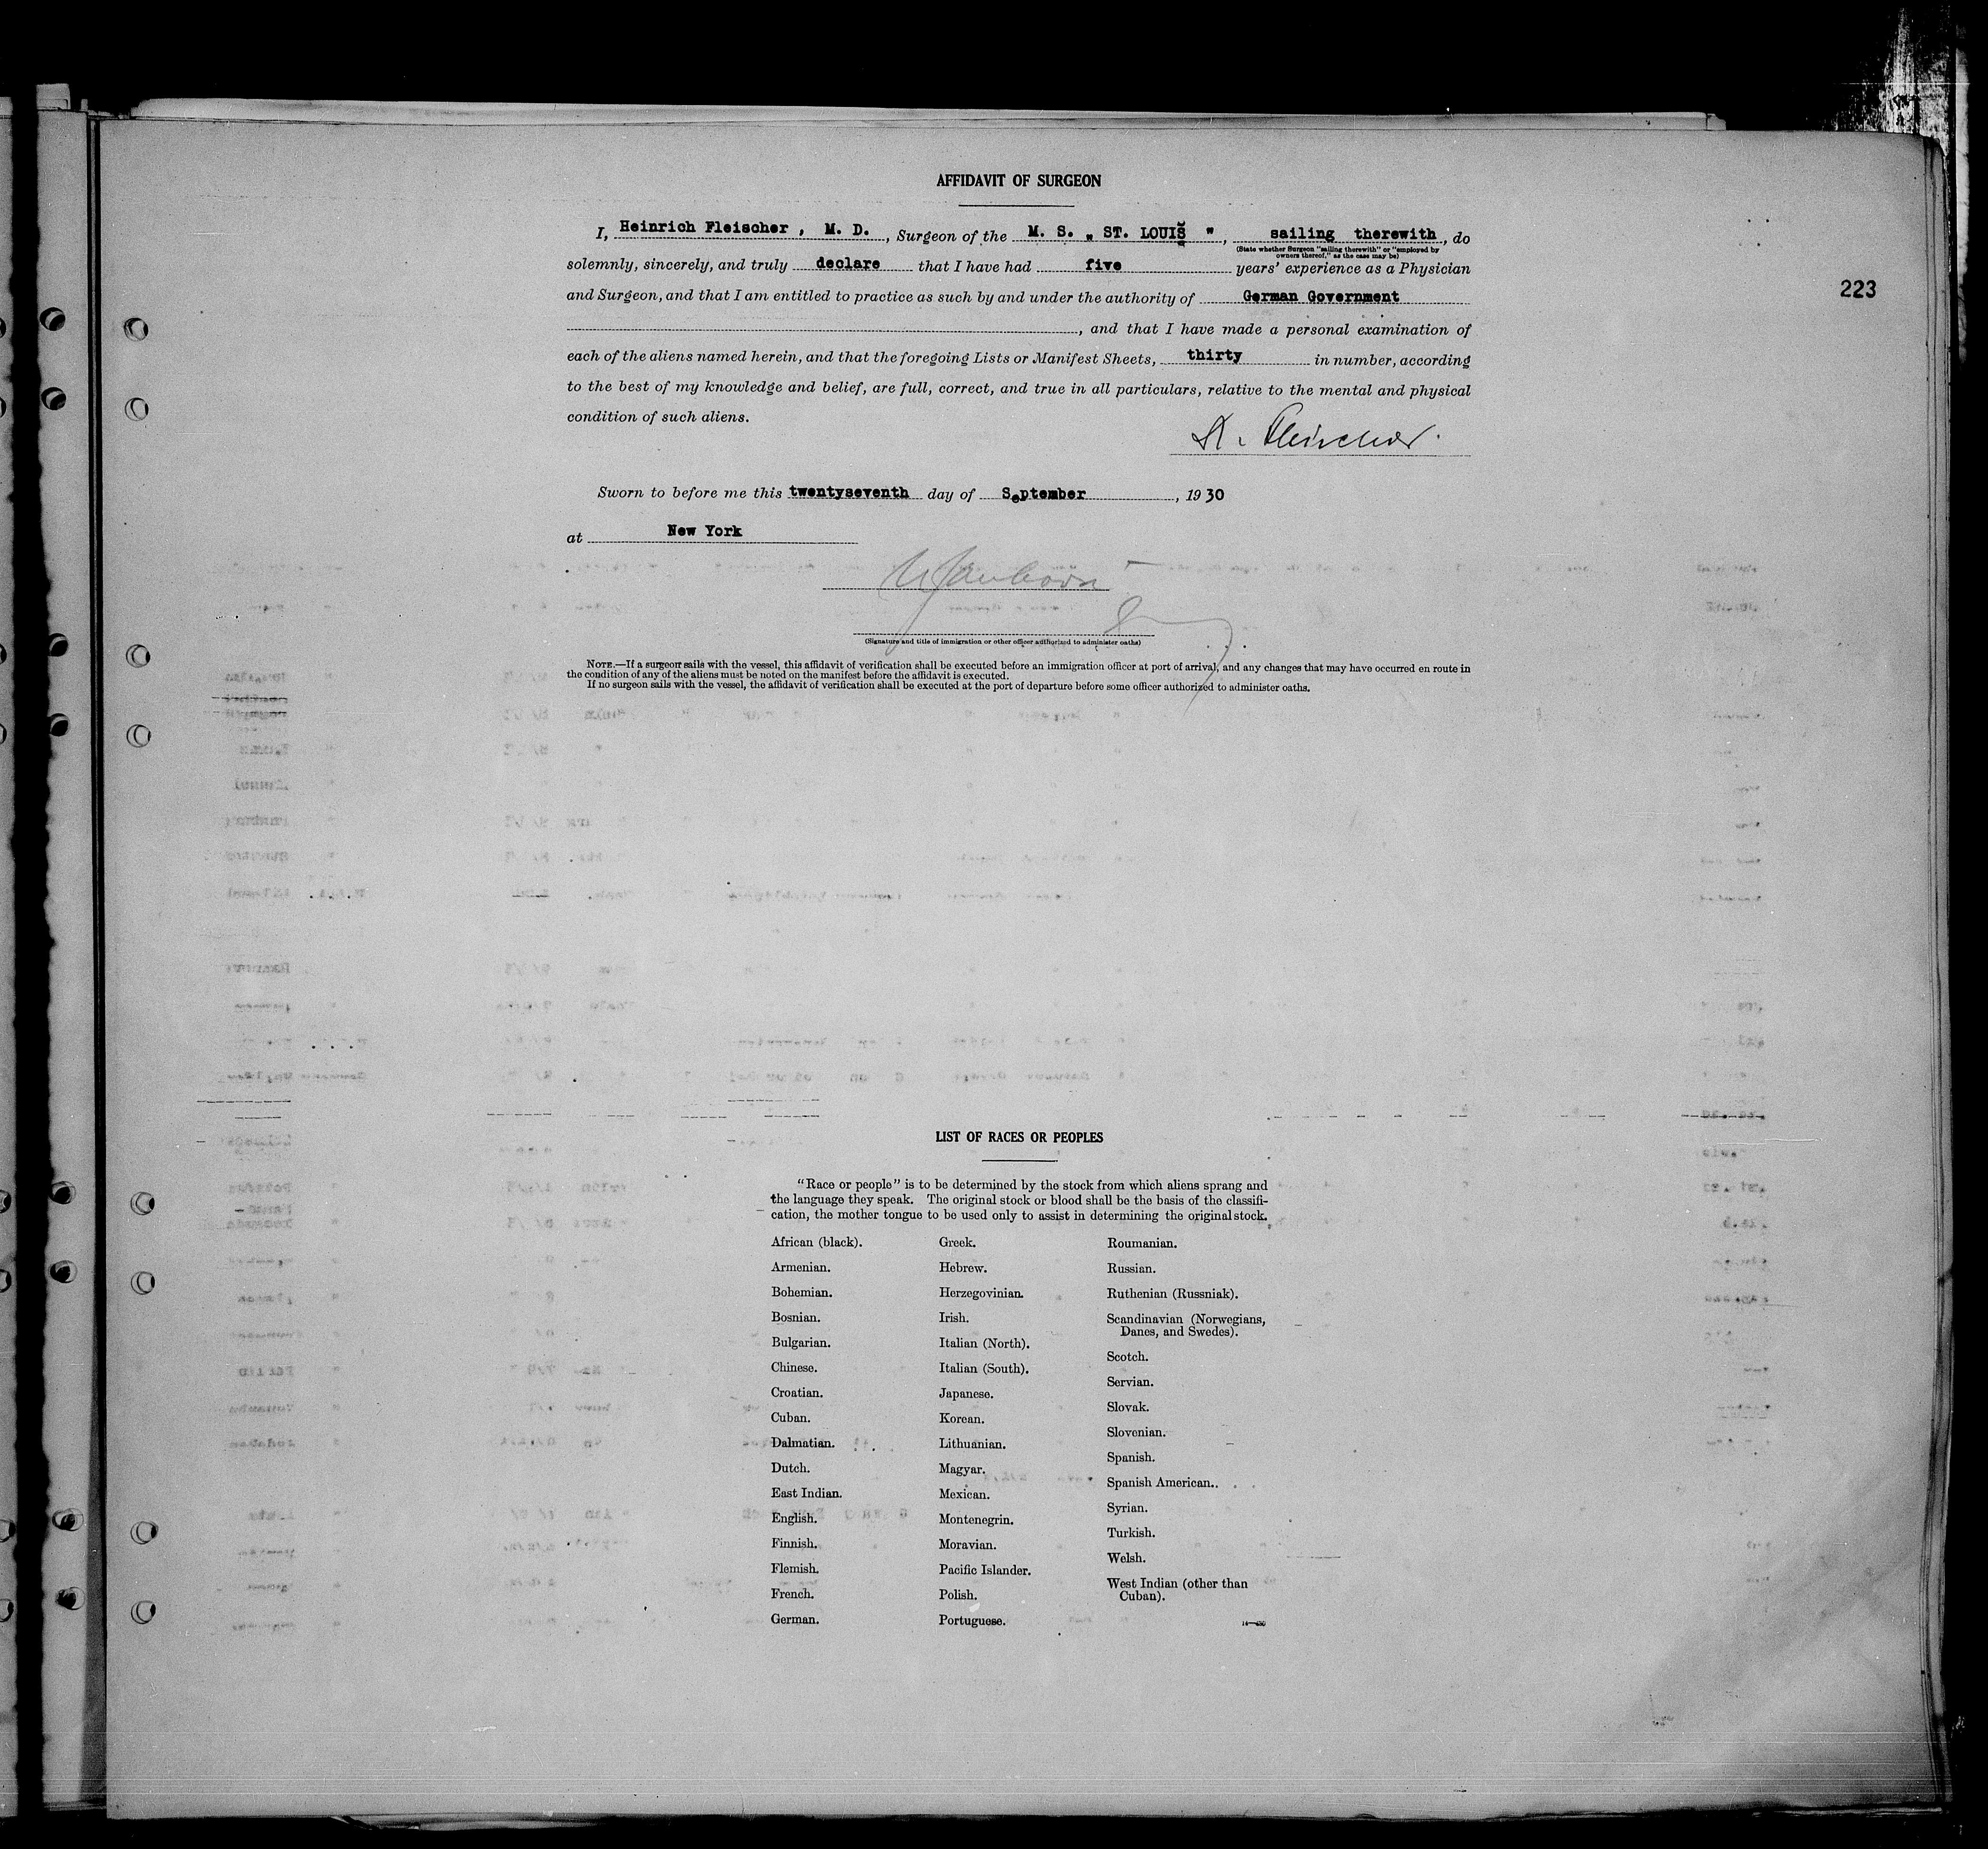 AFFIDAVIT OF SURGEON
I, Heinrich Fleischer, M. D., Surgeon of the M. S. „ ST. LOUIS ", sailing therewith, do
(State whether Surgeon "sailing therewith" or "employed by
owners thereof," as the case may be)
solemnly, sincerely, and truly declare that I have had five years' experience as a Physician
223
and Surgeon, and that I am entitled to practice as such by and under the authority of German Government
, and that I have made a personal examination of
each of the aliens named herein, and that the foregoing Lists or Manifest Sheets, thirty in number, according
to the best of my knowledge and belief, are full, correct, and true in all particulars, relative to the mental and physical
condition of such aliens.
Fleischer.
Sworn to before me this twentyseventh day of September, 1930
at New York
(Signature and title of immigration or other officer authorized to administer oaths)
NOTE.—If a surgeon sails with the vessel, this affidavit of verification shall be executed before an immigration officer at port of arrival, and any changes that may have occurred en route in
the condition of any of the aliens must be noted on the manifest before the affidavit is executed.
If no surgeon sails with the vessel, the affidavit of verification shall be executed at the port of departure before some officer authorized to administer oaths.
LIST OF RACES OR PEOPLES
"Race or people" is to be determined by the stock from which aliens sprang and
the language they speak. The original stock or blood shall be the basis of the classifi-
cation, the mother tongue to be used only to assist in determining the original stock.
African (black).
Armenian.
Bohemian.
Bosnian.
Bulgarian.
Chinese.
Croatian.
Cuban.
Dalmatian.
Dutch.
East Indian.
English.
Finnish.
Flemish.
French.
German.
Greek.
Hebrew.
Herzegovinian.
Irish.
Italian (North).
Italian (South).
Japanese.
Korean.
Lithuanian.
Magyar.
Mexican.
Montenegrin.
Moravian.
Pacific Islander.
Polish.
Portuguese.
Roumanian.
Russian.
Ruthenian (Russniak).
Scandinavian (Norwegians,
Danes, and Swedes).
Scotch.
Servian.
Slovak.
Slovenian.
Spanish.
Spanish American.
Syrian.
Turkish.
Welsh.
West Indian (other than
Cuban).